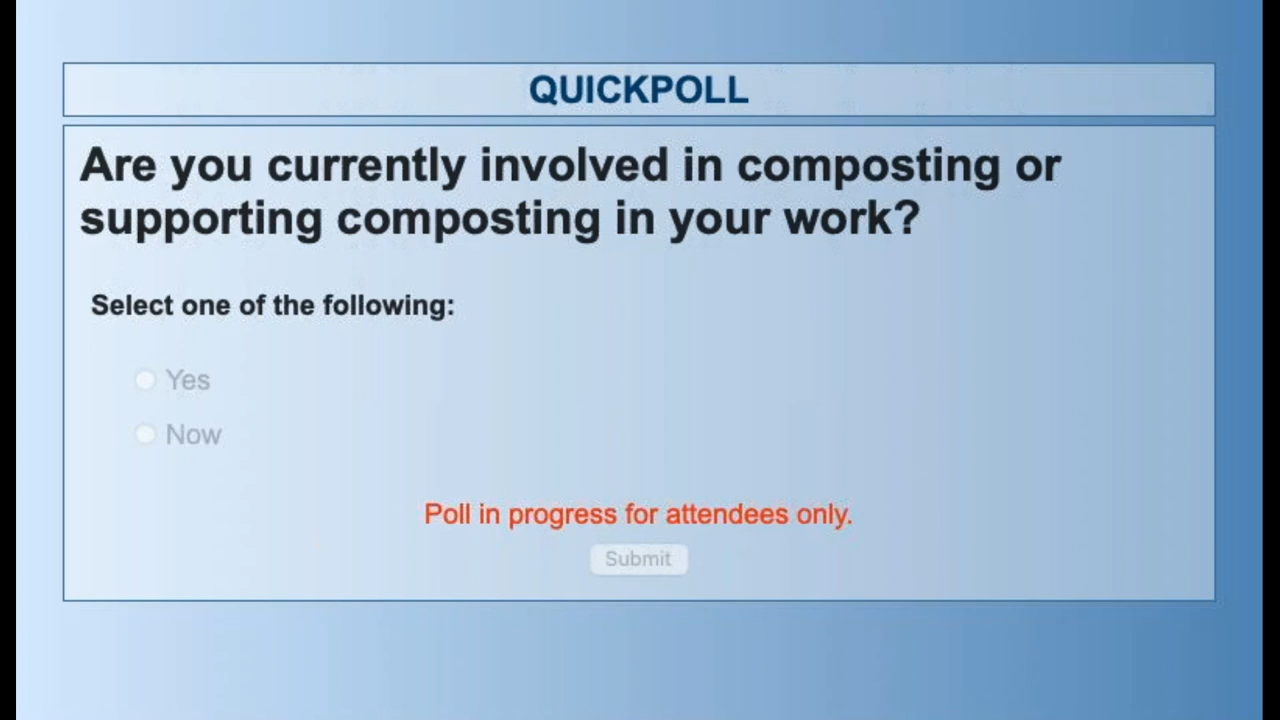 QUICKPOLL
Are you currently involved in composting or
supporting composting in your work?
Select one of the following:
Yes
Now
Poll in progress for attendees only.
Submit